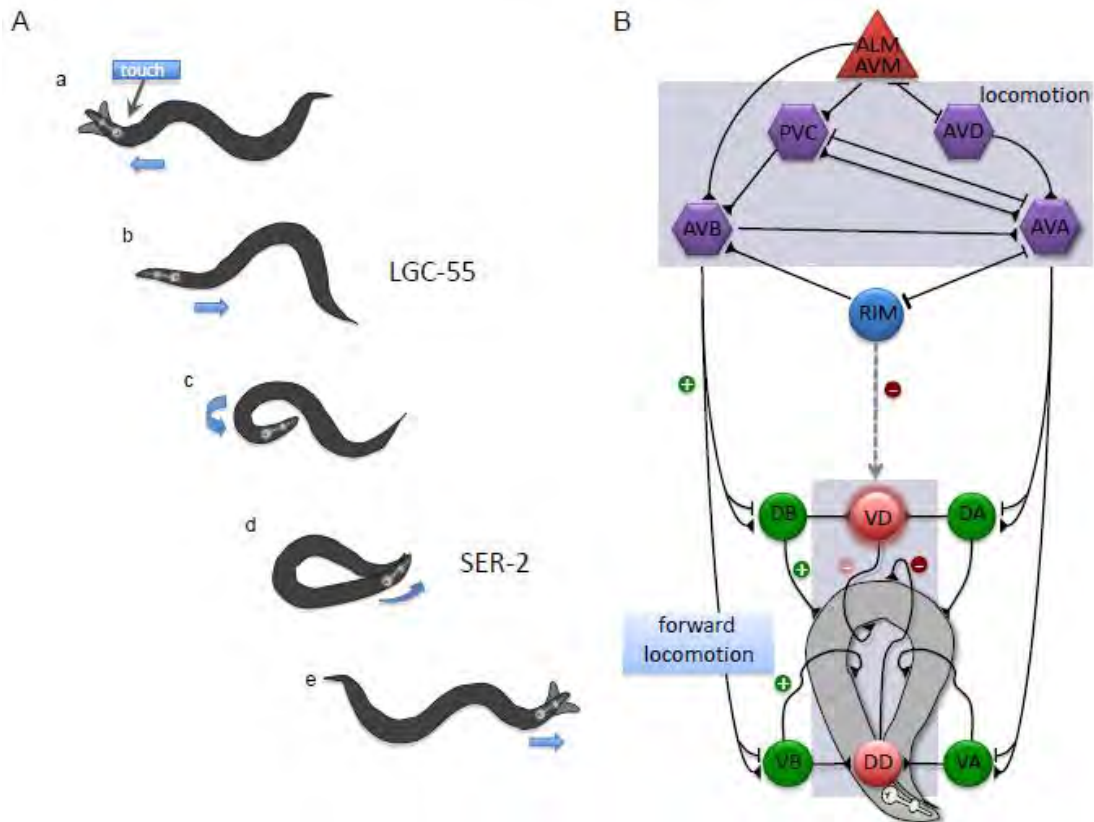 A
touch
a
b
LGC-55
c
d
SER-2
e
B
ALM
AVM
locomotion
PVC
AVD
AVB
AVA
RIM
+
−
DB
VD
DA
−
−
+
forward
locomotion
+
VB
DD
VA